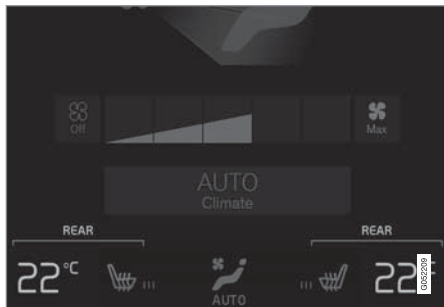 Off
Max
AUTO
Climate
REAR REAR
22°C 22°C
AUTO
G052209